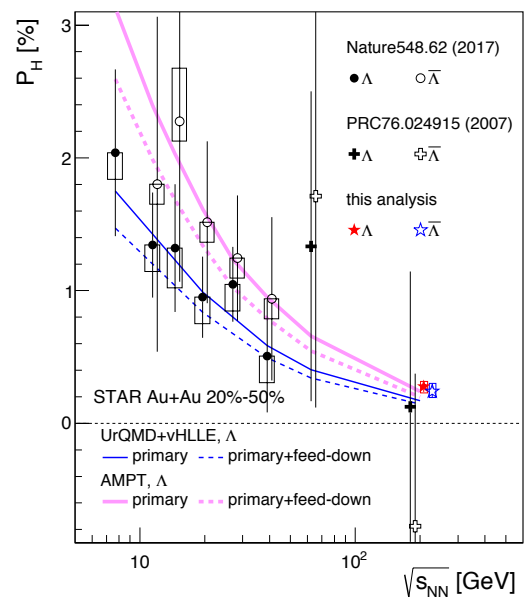 P_H [%]
3
2
1
0
Nature548.62 (2017)
Λ Λ̅
PRC76.024915 (2007)
Λ Λ̅
this analysis
Λ Λ̅
STAR Au+Au 20%-50%
UrQMD+vHLLE, Λ
primary primary+feed-down
AMPT, Λ
primary primary+feed-down
10 10²
√s_NN [GeV]